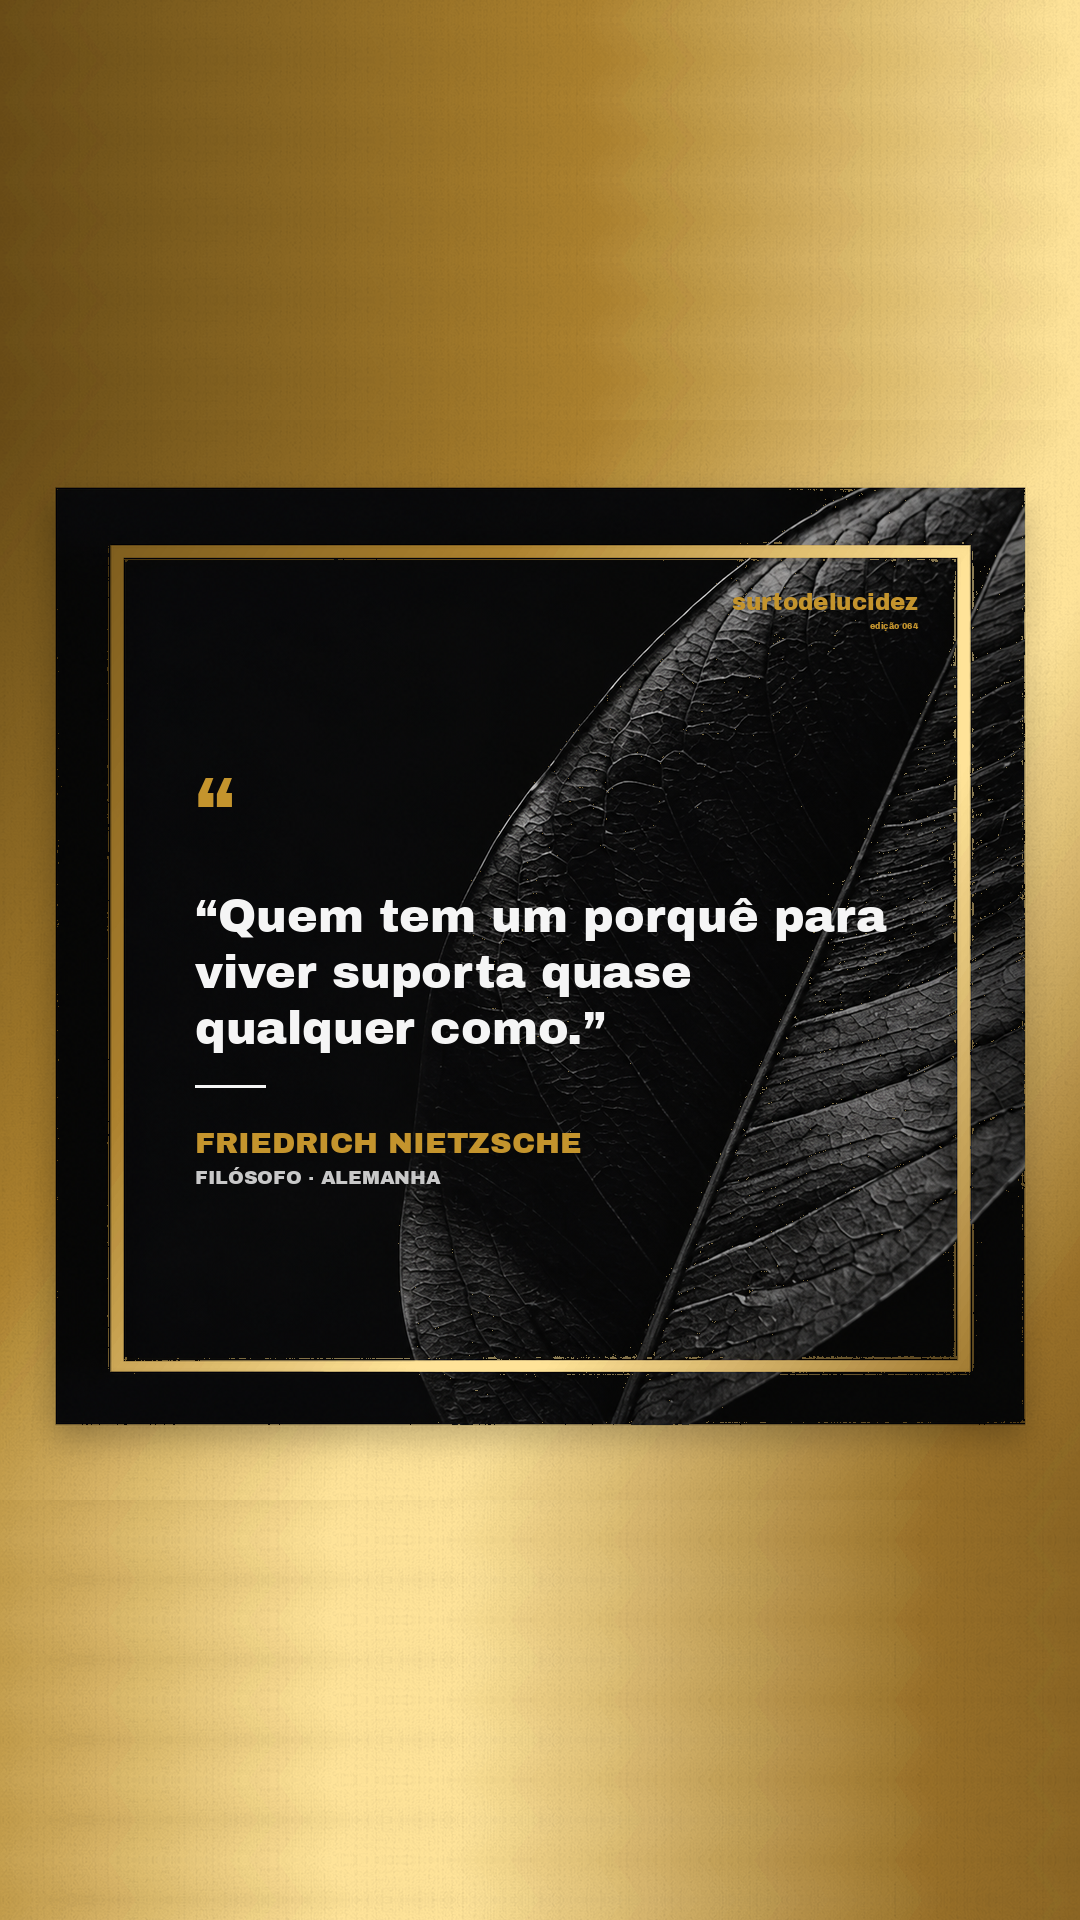 surtodelucidez
edição 064
“
“Quem tem um porquê para
viver suporta quase
qualquer como.”
FRIEDRICH NIETZSCHE
FILÓSOFO · ALEMANHA